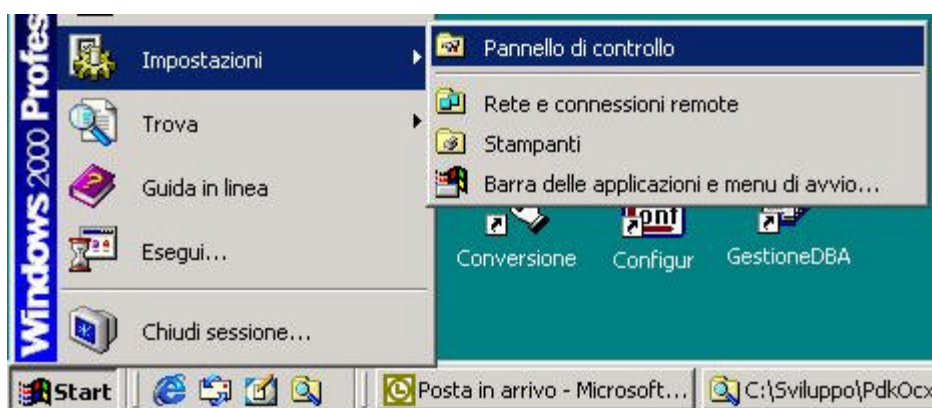 Windows 2000 Profes
Impostazioni
Trova
Guida in linea
Esegui...
Chiudi sessione...
Pannello di controllo
Rete e connessioni remote
Stampanti
Barra delle applicazioni e menu di avvio...
Conversione
Configur
GestioneDBA
Start
Posta in arrivo - Microsoft...
C:\Sviluppo\PdkOcx